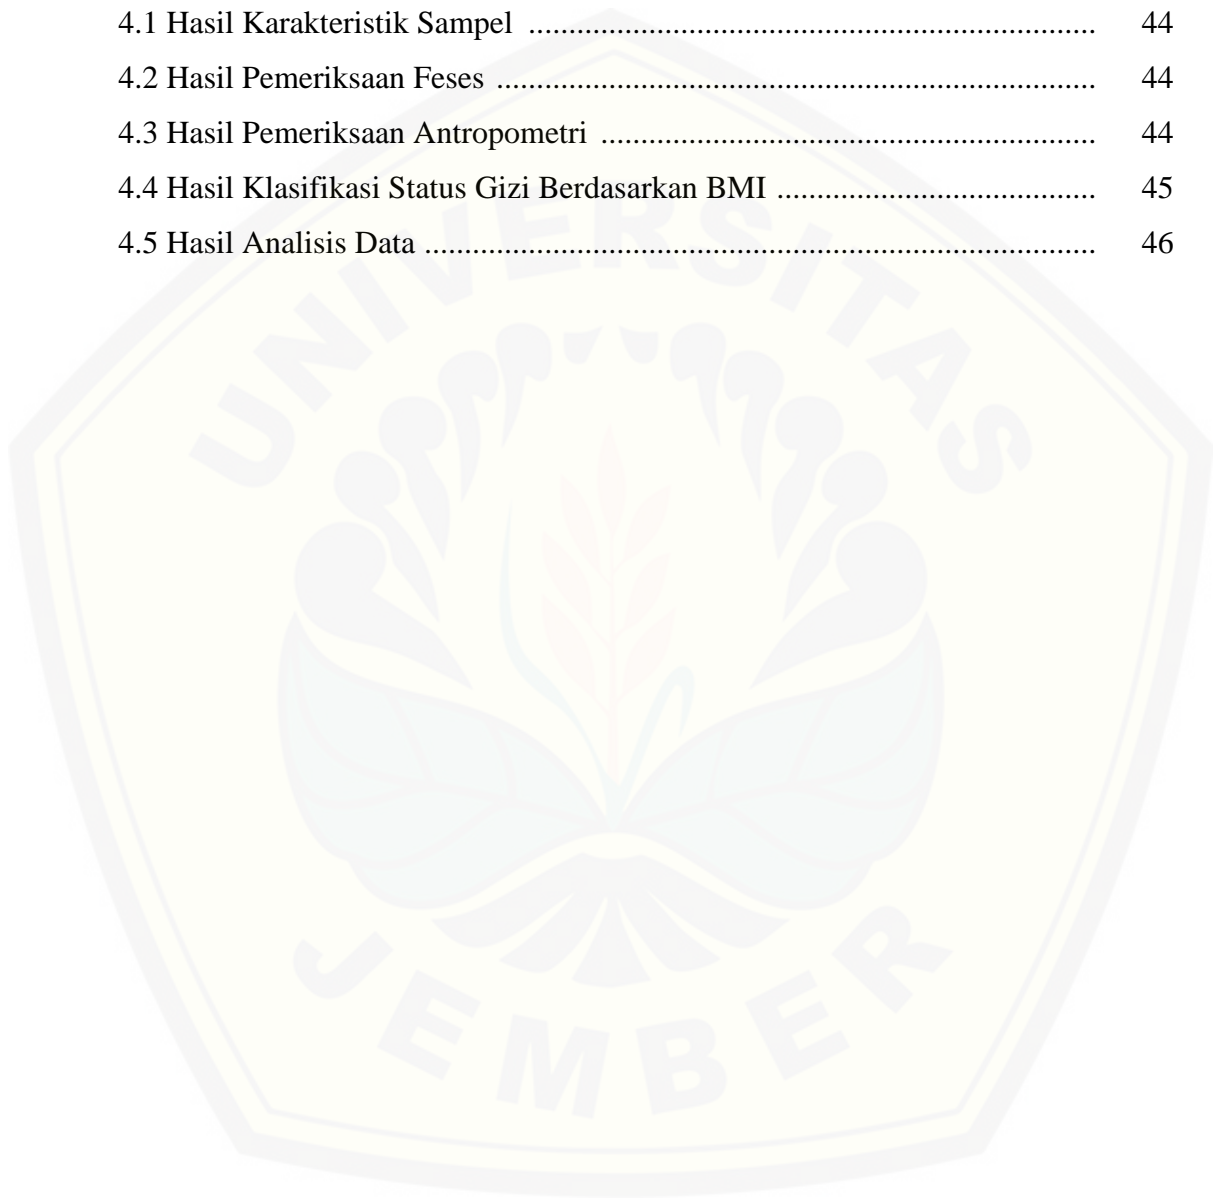 4.1 Hasil Karakteristik Sampel ..................................................................... 44
4.2 Hasil Pemeriksaan Feses ......................................................................... 44
4.3 Hasil Pemeriksaan Antropometri ............................................................ 44
4.4 Hasil Klasifikasi Status Gizi Berdasarkan BMI ....................................... 45
4.5 Hasil Analisis Data .................................................................................. 46
UNIVERSITAS
JEMBER